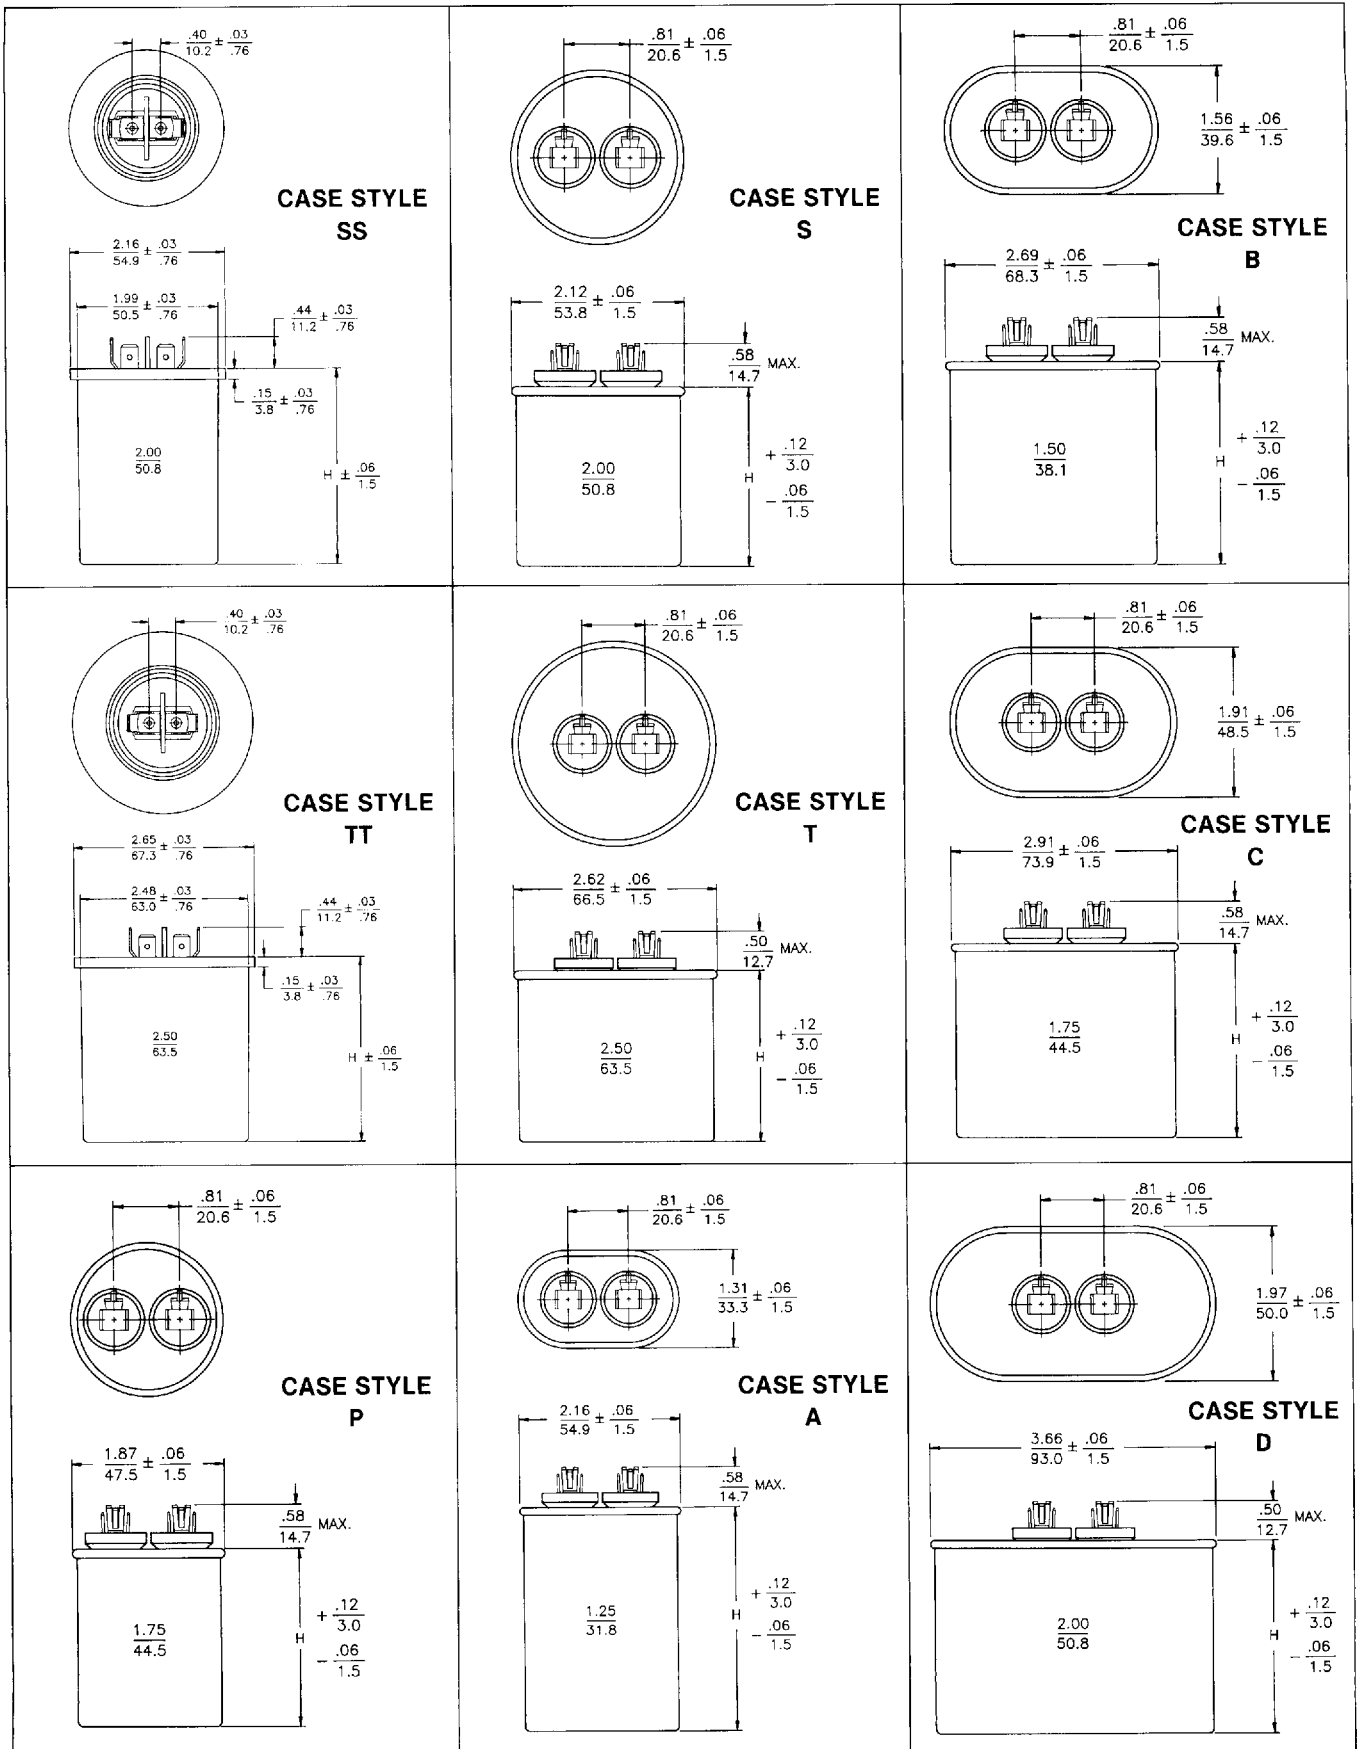 .40 ± .03
10.2 .76
CASE STYLE
SS
2.16 ± .03
54.9 .76
1.99 ± .03
50.5 .76
.44 ± .03
11.2 .76
.15 ± .03
3.8 .76
2.00
50.8
H ± .06
1.5
.81 ± .06
20.6 1.5
CASE STYLE
S
2.12 ± .06
53.8 1.5
.58 MAX.
14.7
2.00
50.8
H
+ .12
3.0
- .06
1.5
.81 ± .06
20.6 1.5
1.56 ± .06
39.6 1.5
CASE STYLE
B
2.69 ± .06
68.3 1.5
.58 MAX.
14.7
1.50
38.1
H
+ .12
3.0
- .06
1.5
.40 ± .03
10.2 .76
CASE STYLE
TT
2.65 ± .03
67.3 .76
2.48 ± .03
63.0 .76
.44 ± .03
11.2 .76
.15 ± .03
3.8 .76
2.50
63.5
H ± .06
1.5
.81 ± .06
20.6 1.5
CASE STYLE
T
2.62 ± .06
66.5 1.5
.50 MAX.
12.7
2.50
63.5
H
+ .12
3.0
- .06
1.5
.81 ± .06
20.6 1.5
1.91 ± .06
48.5 1.5
CASE STYLE
C
2.91 ± .06
73.9 1.5
.58 MAX.
14.7
1.75
44.5
H
+ .12
3.0
- .06
1.5
.81 ± .06
20.6 1.5
CASE STYLE
P
1.87 ± .06
47.5 1.5
.58 MAX.
14.7
1.75
44.5
H
+ .12
3.0
- .06
1.5
.81 ± .06
20.6 1.5
1.31 ± .06
33.3 1.5
CASE STYLE
A
2.16 ± .06
54.9 1.5
.58 MAX.
14.7
1.25
31.8
H
+ .12
3.0
- .06
1.5
.81 ± .06
20.6 1.5
1.97 ± .06
50.0 1.5
CASE STYLE
D
3.66 ± .06
93.0 1.5
.50 MAX.
12.7
2.00
50.8
H
+ .12
3.0
- .06
1.5